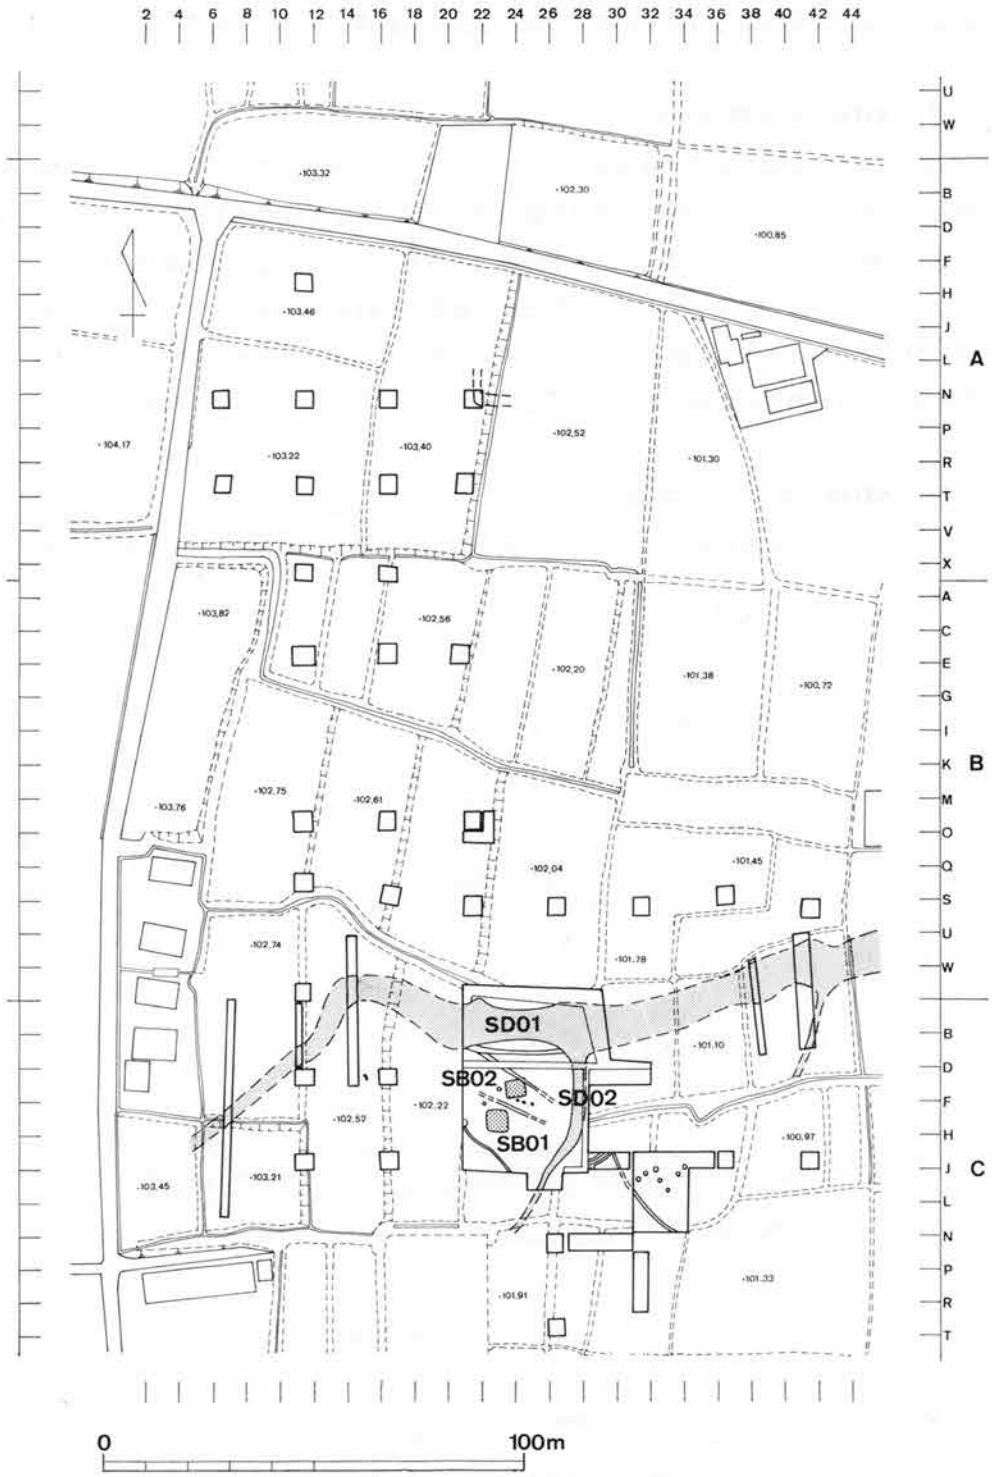 2 4 6 8 10 12 14 16 18 20 22 24 26 28 30 32 34 36 38 40 42 44
U
W
103.32
102.30
B
D
100.85
F
H
103.46
J
L
A
N
P
104.17
103.22
103.40
102.52
101.30
R
T
V
X
A
103.82
102.56
C
E
102.20
101.38
100.72
G
I
K
B
102.75
102.61
103.76
M
O
102.04
101.45
Q
S
U
102.74
101.78
W
SD01
B
101.10
D
SB02
SD02
102.52
102.22
F
SB01
100.97
H
J
C
103.45
103.21
L
N
P
101.33
101.91
R
T
0 100m